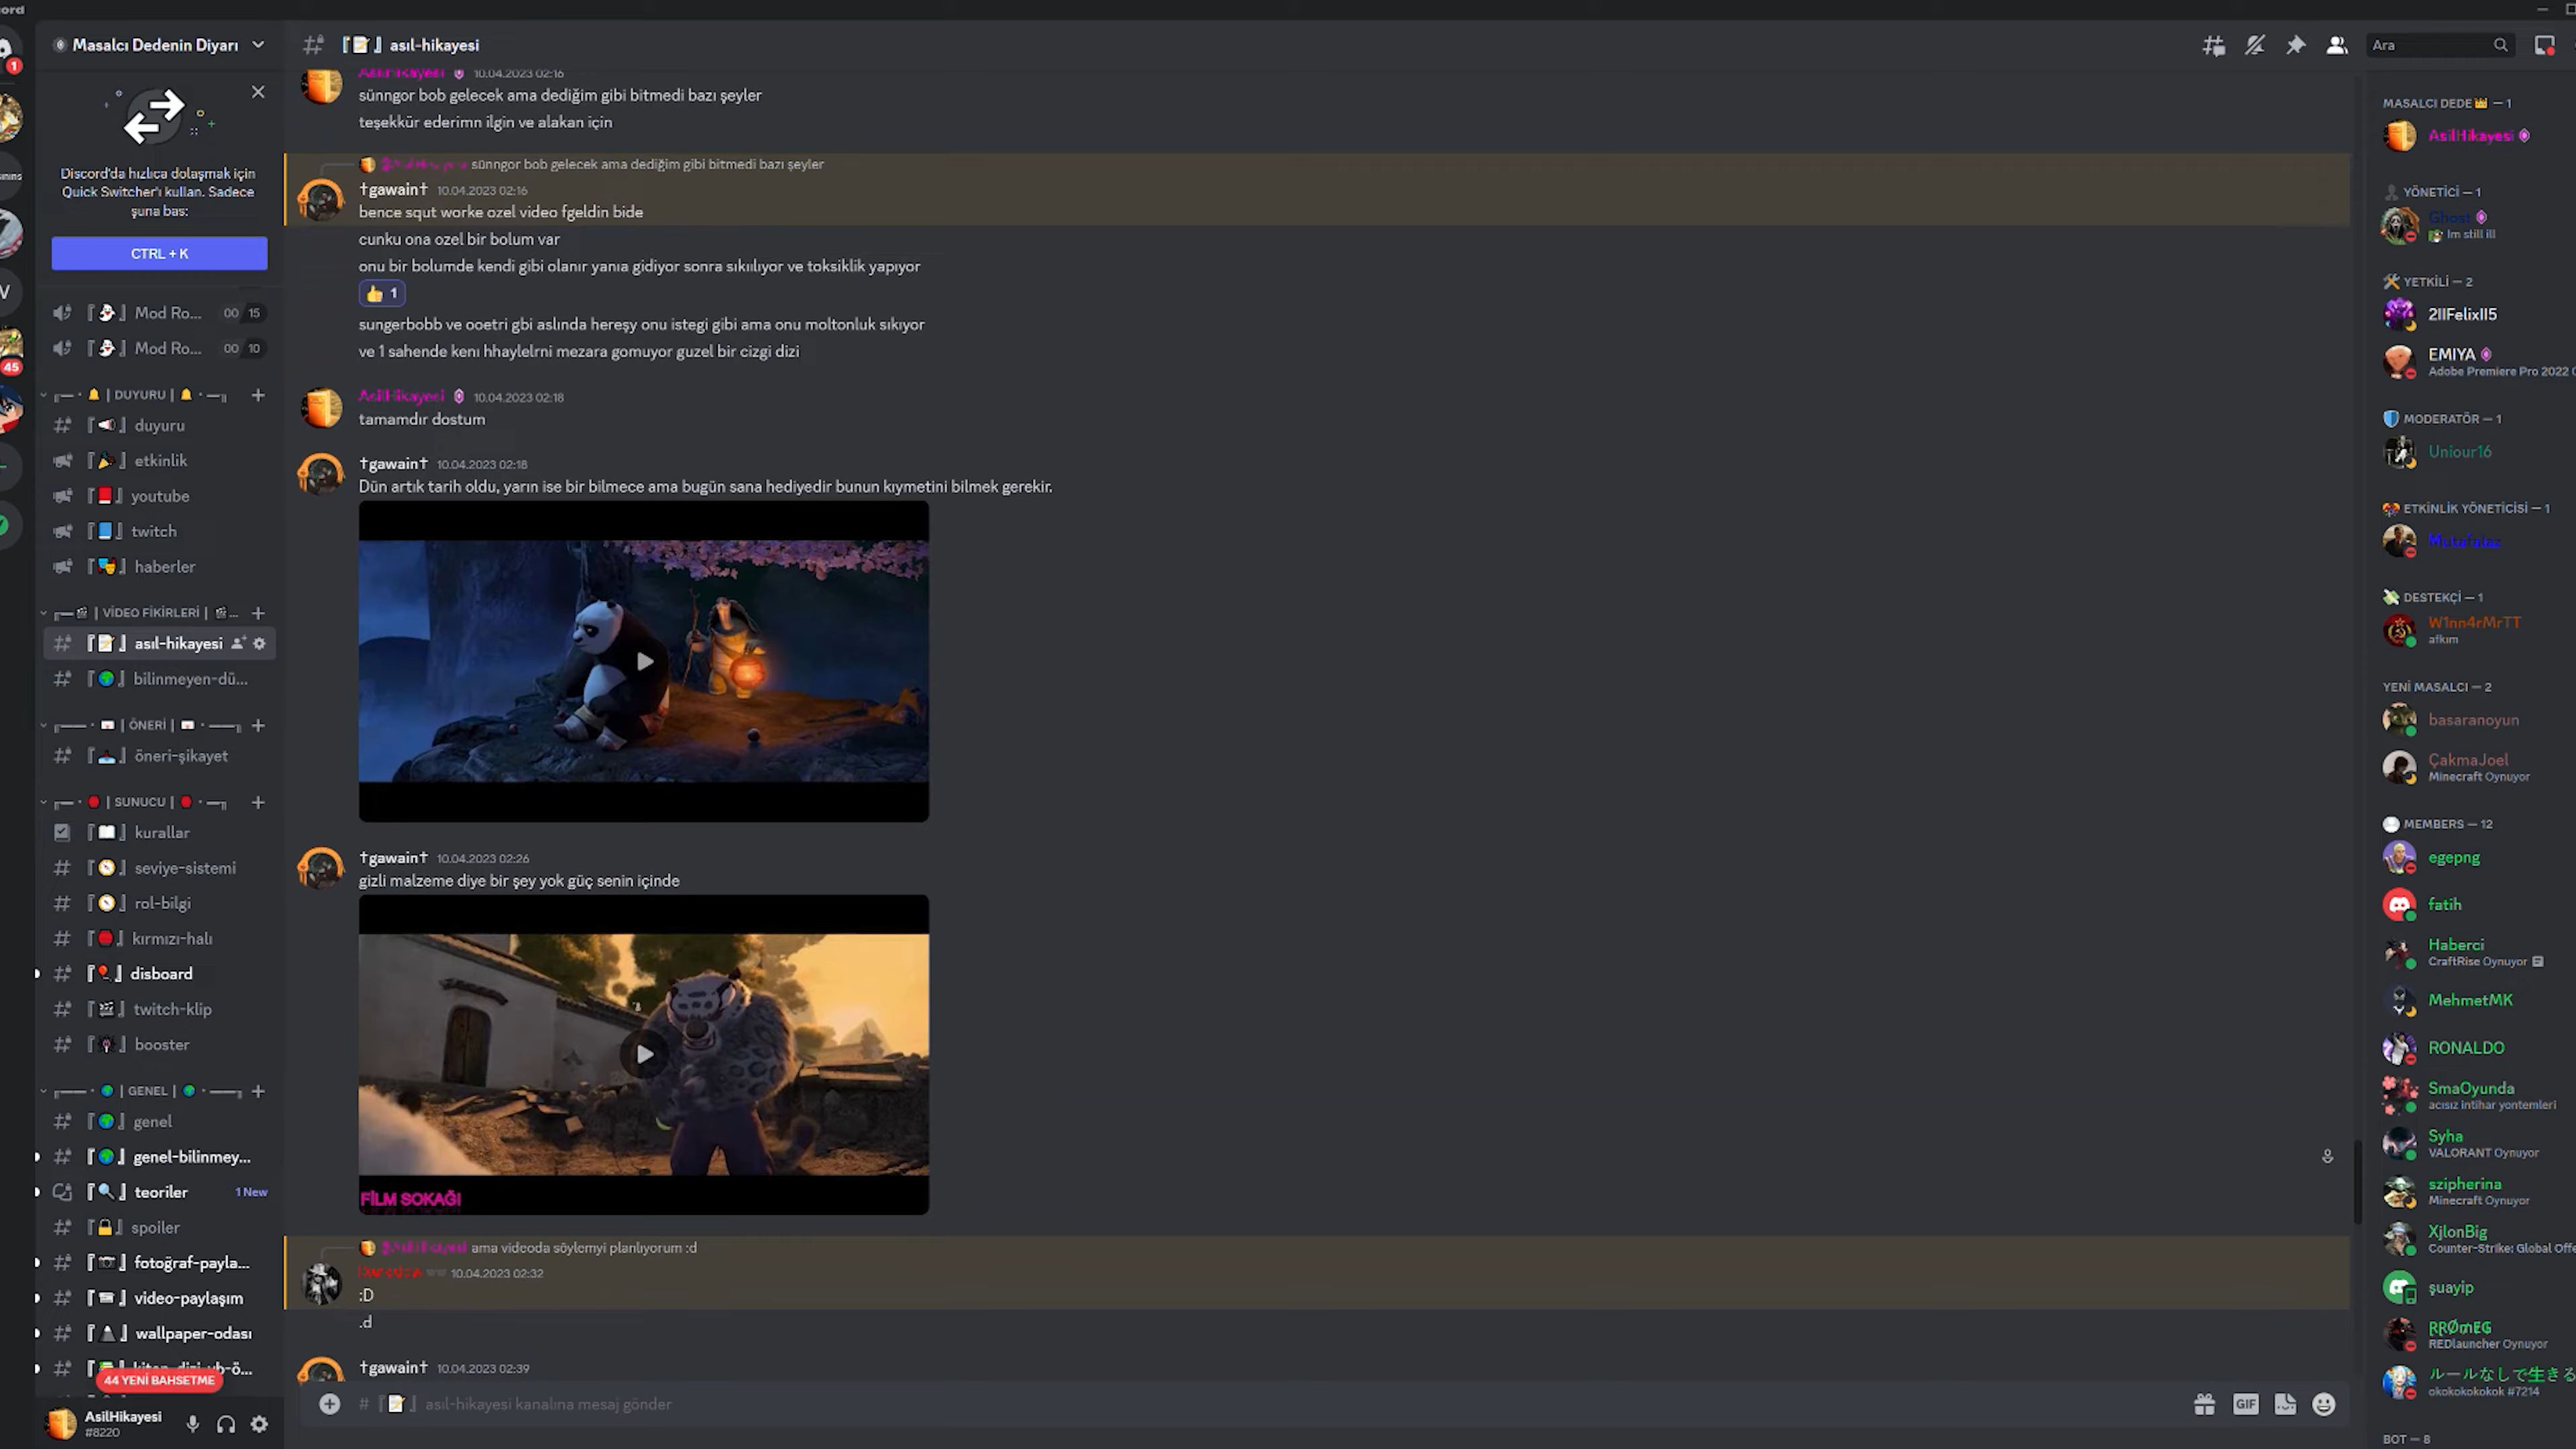 Masalcı Dedenin Diyarı
Discord'da hızlıca dolaşmak için
Quick Switcher'ı kullan. Sadece
şuna bas:
CTRL + K
Mod Ro... 00 15
Mod Ro... 00 10
| DUYURU |
duyuru
etkinlik
youtube
twitch
haberler
| VİDEO FİKİRLERİ | ...
asıl-hikayesi
bilinmeyen-dü...
| ÖNERİ |
öneri-şikayet
| SUNUCU |
kurallar
seviye-sistemi
rol-bilgi
kırmızı-halı
disboard
twitch-klip
booster
| GENEL |
genel
genel-bilinmey...
teoriler 1 New
spoiler
fotoğraf-payla...
video-paylaşım
wallpaper-odası
44 YENİ BAHSETME
AsilHikayesi
#8220
1
45
V
asıl-hikayesi
Ara
AsilHikayesi 10.04.2023 02:16
sünngor bob gelecek ama dediğim gibi bitmedi bazı şeyler
teşekkür ederimn ilgin ve alakan için
sünngor bob gelecek ama dediğim gibi bitmedi bazı şeyler
†gawain† 10.04.2023 02:16
bence squt worke ozel video fgeldin bide
cunku ona ozel bir bolum var
onu bir bolumde kendi gibi olanır yanıa gidiyor sonra sıkılıyor ve toksiklik yapıyor
1
sungerbobb ve ooetri gbi aslında hereşy onu istegi gibi ama onu moltonluk sıkıyor
ve 1 sahende kenı hhaylelrni mezara gomuyor guzel bir cizgi dizi
AsilHikayesi 10.04.2023 02:18
tamamdır dostum
†gawain† 10.04.2023 02:18
Dün artık tarih oldu, yarın ise bir bilmece ama bugün sana hediyedir bunun kıymetini bilmek gerekir.
†gawain† 10.04.2023 02:26
gizli malzeme diye bir şey yok güç senin içinde
FİLM SOKAĞI
ama videoda söylemyi planlıyorum :d
10.04.2023 02:32
:D
.d
†gawain† 10.04.2023 02:39
# asıl-hikayesi kanalına mesaj gönder
GIF
MASALCI DEDE — 1
AsilHikayesi
YÖNETİCİ — 1
Ghost
Im still ill
YETKİLİ — 2
2IIFelixII5
EMIYA
Adobe Premiere Pro 2022
MODERATÖR — 1
Uniour16
ETKİNLİK YÖNETİCİSİ — 1
DESTEKÇİ — 1
W1nn4rMrTT
afkım
YENİ MASALCI — 2
basaranoyun
ÇakmaJoel
Minecraft Oynuyor
MEMBERS — 12
egepng
fatih
Haberci
CraftRise Oynuyor
MehmetMK
RONALDO
SmaOyunda
acısız intihar yontemleri
Syha
VALORANT Oynuyor
szipherina
Minecraft Oynuyor
XjlonBig
Counter-Strike: Global Offe
şuayip
REDlauncher Oynuyor
ルールなしで生きる
okokokokokok #7214
BOT — 8